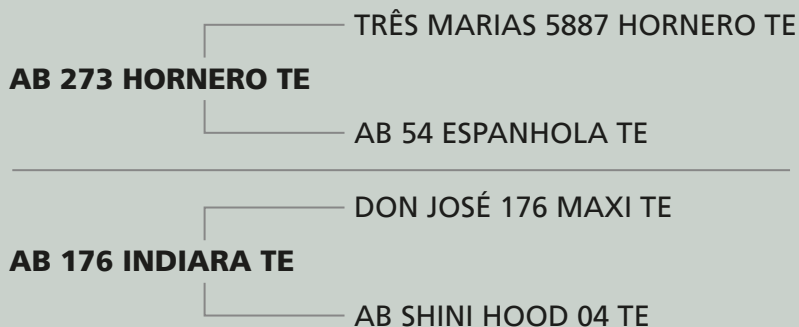 TRÊS MARIAS 5887 HORNERO TE
AB 273 HORNERO TE
AB 54 ESPANHOLA TE
DON JOSÉ 176 MAXI TE
AB 176 INDIARA TE
AB SHINI HOOD 04 TE